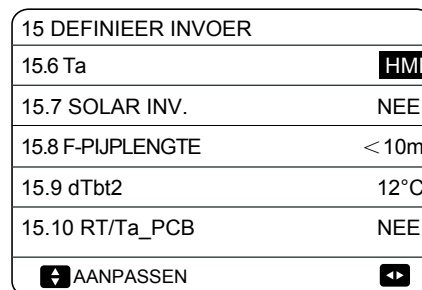 15 DEFINIEER INVOER
15.6 Ta HMI
15.7 SOLAR INV. NEE
15.8 F-PIJPLENGTE <10m
15.9 dTbt2 12°C
15.10 RT/Ta_PCB NEE
AANPASSEN